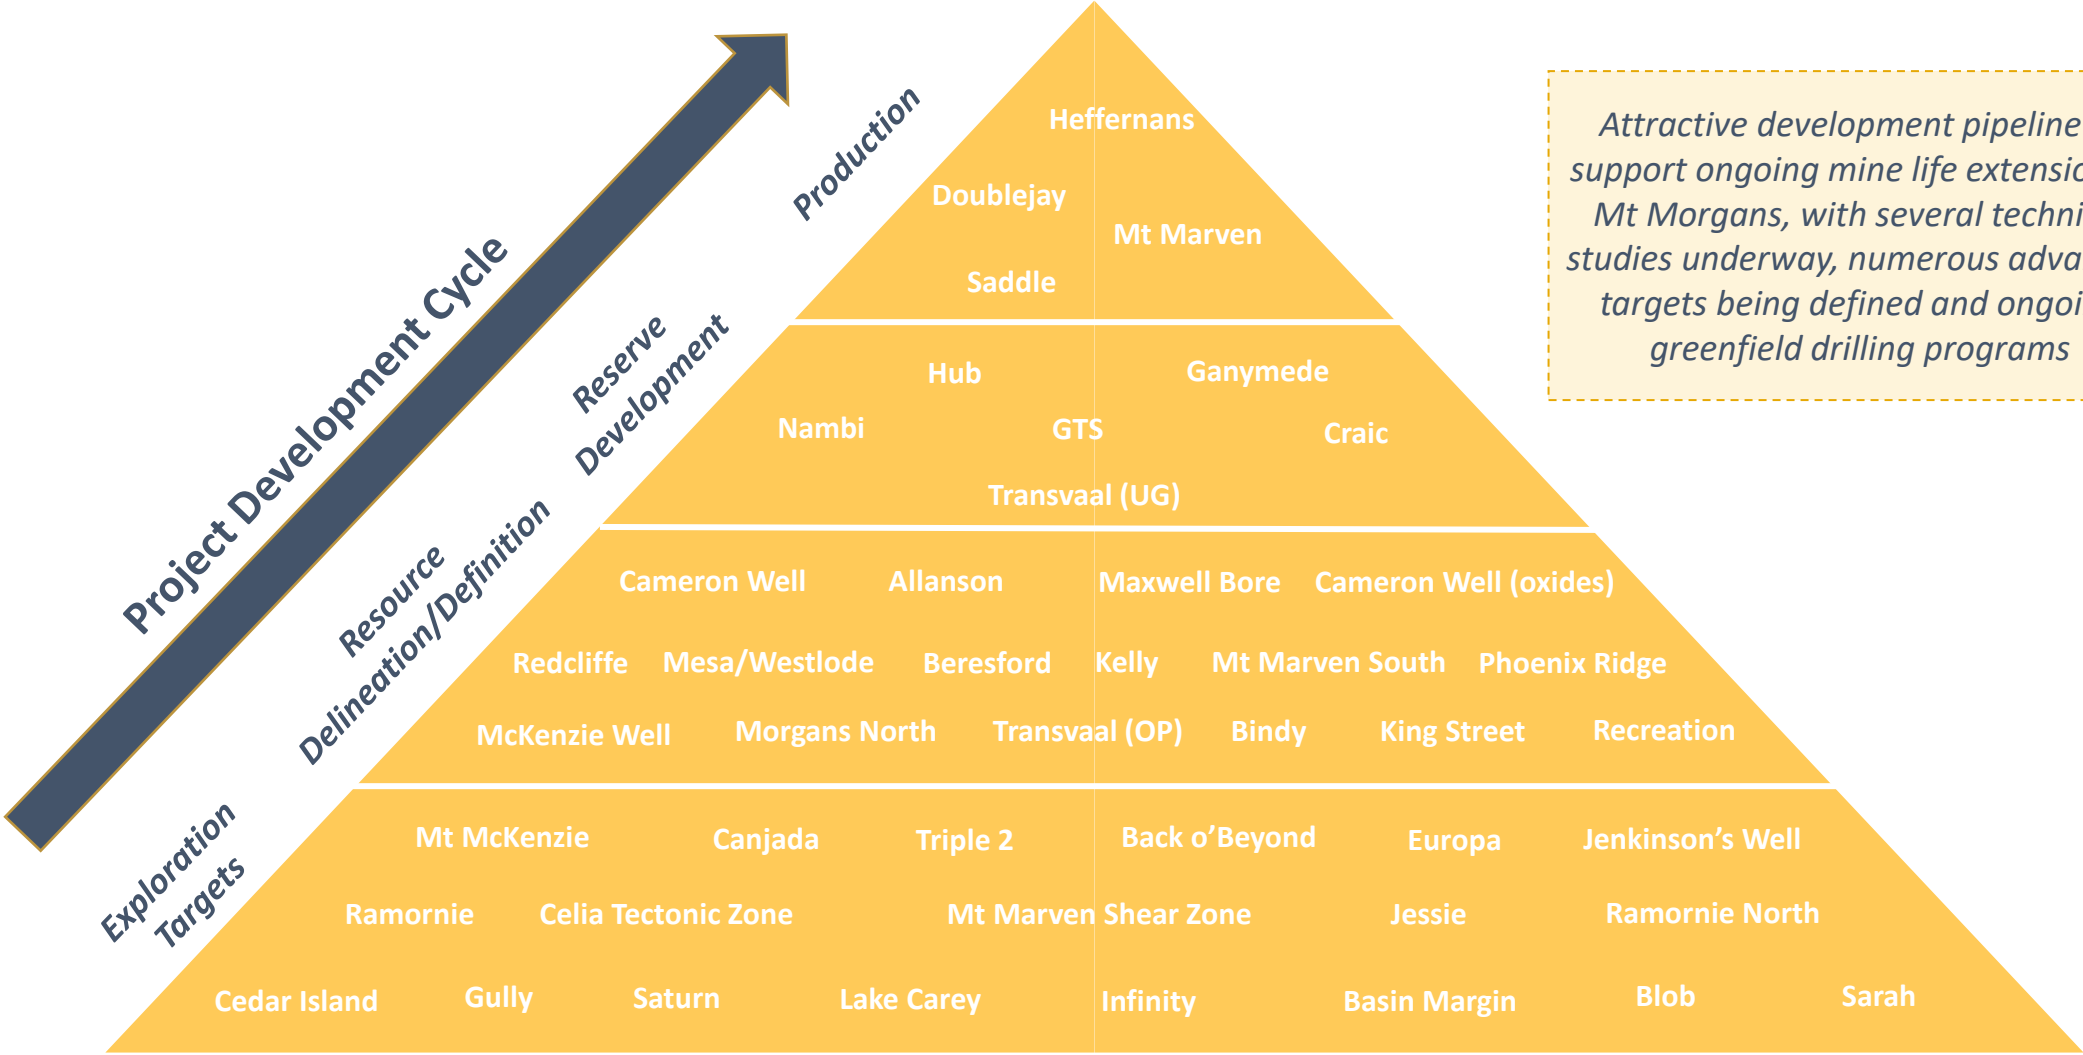 Project Development Cycle
Production
Heffernans
Doublejay
Mt Marven
Saddle
Attractive development pipeline
support ongoing mine life
Mt Morgans, with several
studies underway, numerous
targets being defined and
greenfield drilling programs
Reserve
Development
Hub Ganymede
Nambi GTS Craic
Transvaal (UG)
Resource
Delineation/Definition
Cameron Well Allanson Maxwell Bore Cameron Well (oxides)
Redcliffe Mesa/Westlode Beresford Kelly Mt Marven South Phoenix Ridge
McKenzie Well Morgans North Transvaal (OP) Bindy King Street Recreation
Exploration
Targets
Mt McKenzie Canjada Triple 2 Back o’Beyond Europa Jenkinson’s Well
Ramornie Celia Tectonic Zone Mt Marven Shear Zone Jessie Ramornie North
Cedar Island Gully Saturn Lake Carey Infinity Basin Margin Blob Sarah